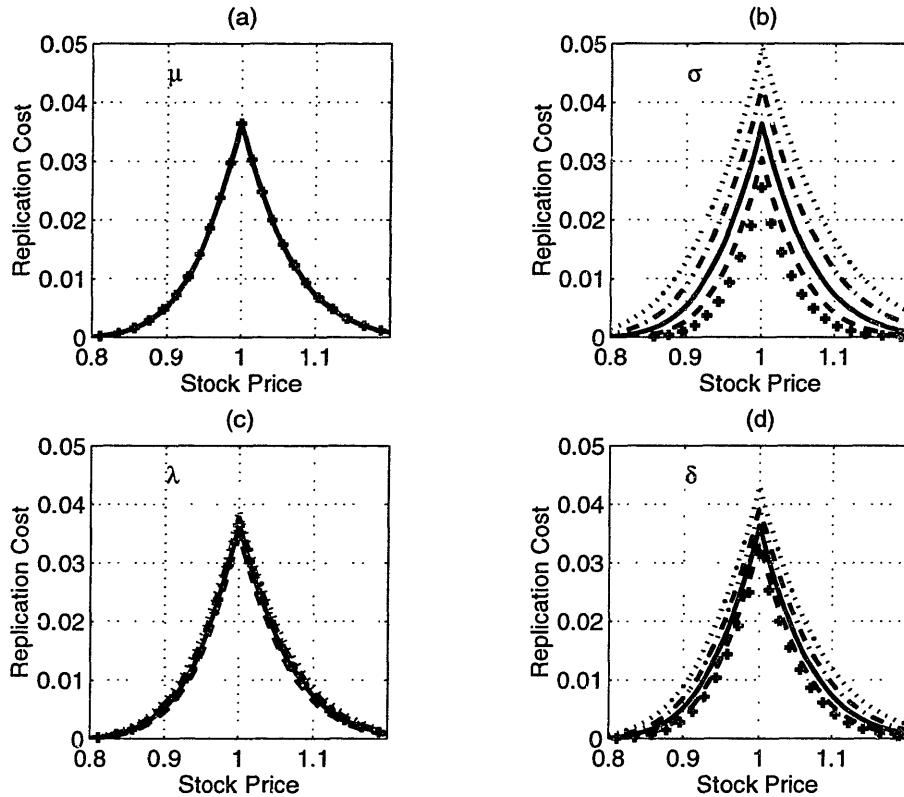 (a)
0.05
0.04
0.03
0.02
0.01
0
Replication Cost
μ
0.8 0.9 1 1.1
Stock Price
(b)
0.05
0.04
0.03
0.02
0.01
0
Replication Cost
σ
0.8 0.9 1 1.1
Stock Price
(c)
0.05
0.04
0.03
0.02
0.01
0
Replication Cost
λ
0.8 0.9 1 1.1
Stock Price
(d)
0.05
0.04
0.03
0.02
0.01
0
Replication Cost
δ
0.8 0.9 1 1.1
Stock Price